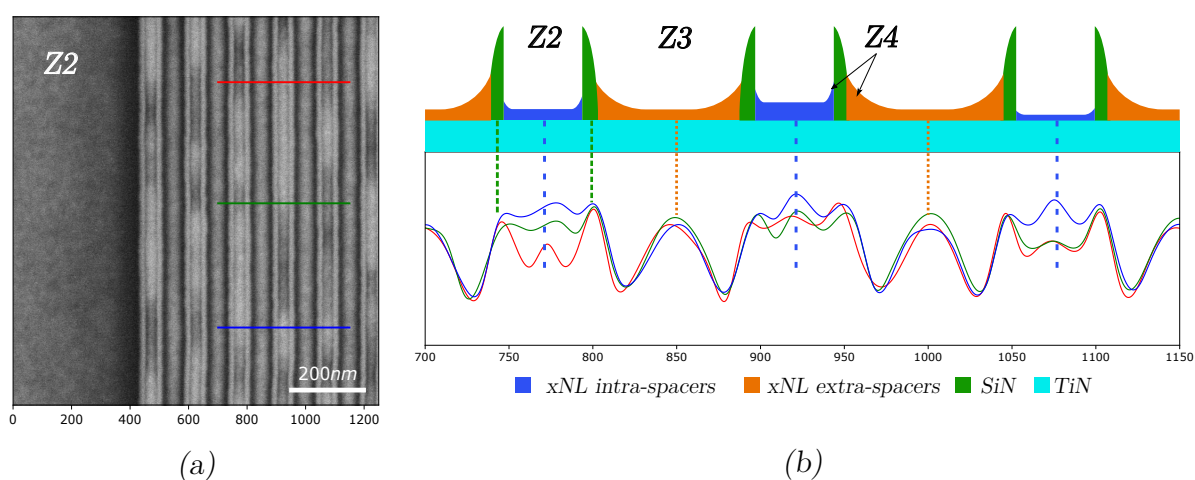 Z2
200nm
0 200 400 600 800 1000 1200
(a)
Z2 Z3 Z4
700 750 800 850 900 950 1000 1050 1100 1150
xNL intra-spacers xNL extra-spacers SiN TiN
(b)